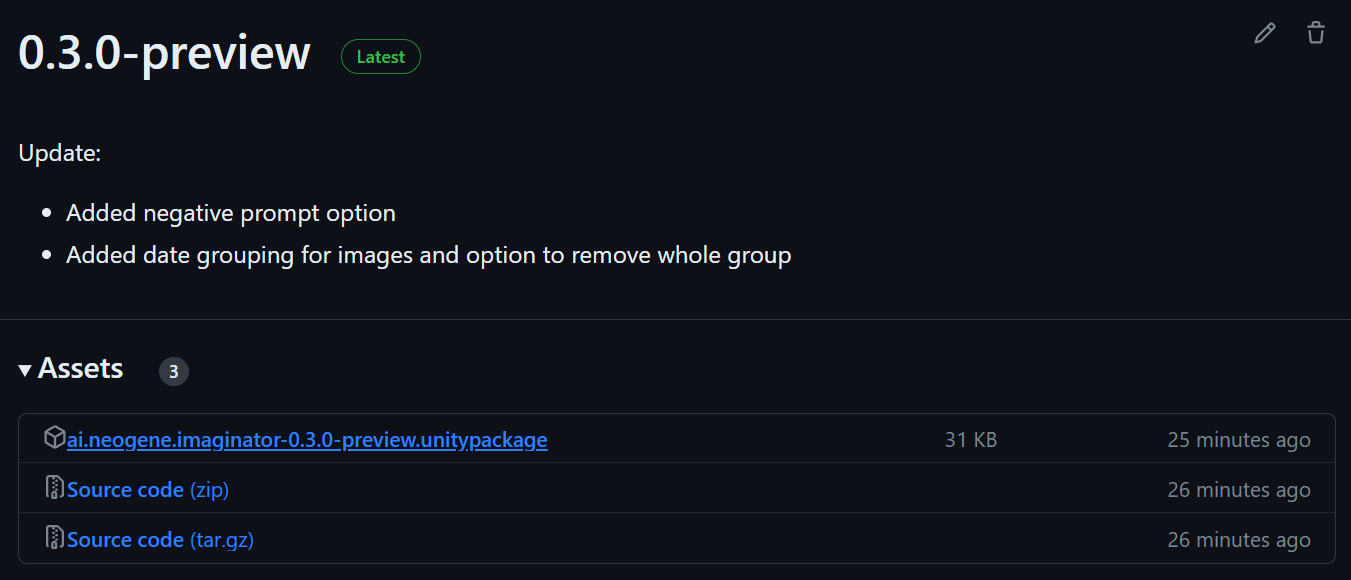 0.3.0-preview Latest
Update:
Added negative prompt option
Added date grouping for images and option to remove whole group
Assets 3
ai.neogene.imaginator-0.3.0-preview.unitypackage 31 KB 25 minutes ago
Source code (zip) 26 minutes ago
Source code (tar.gz) 26 minutes ago